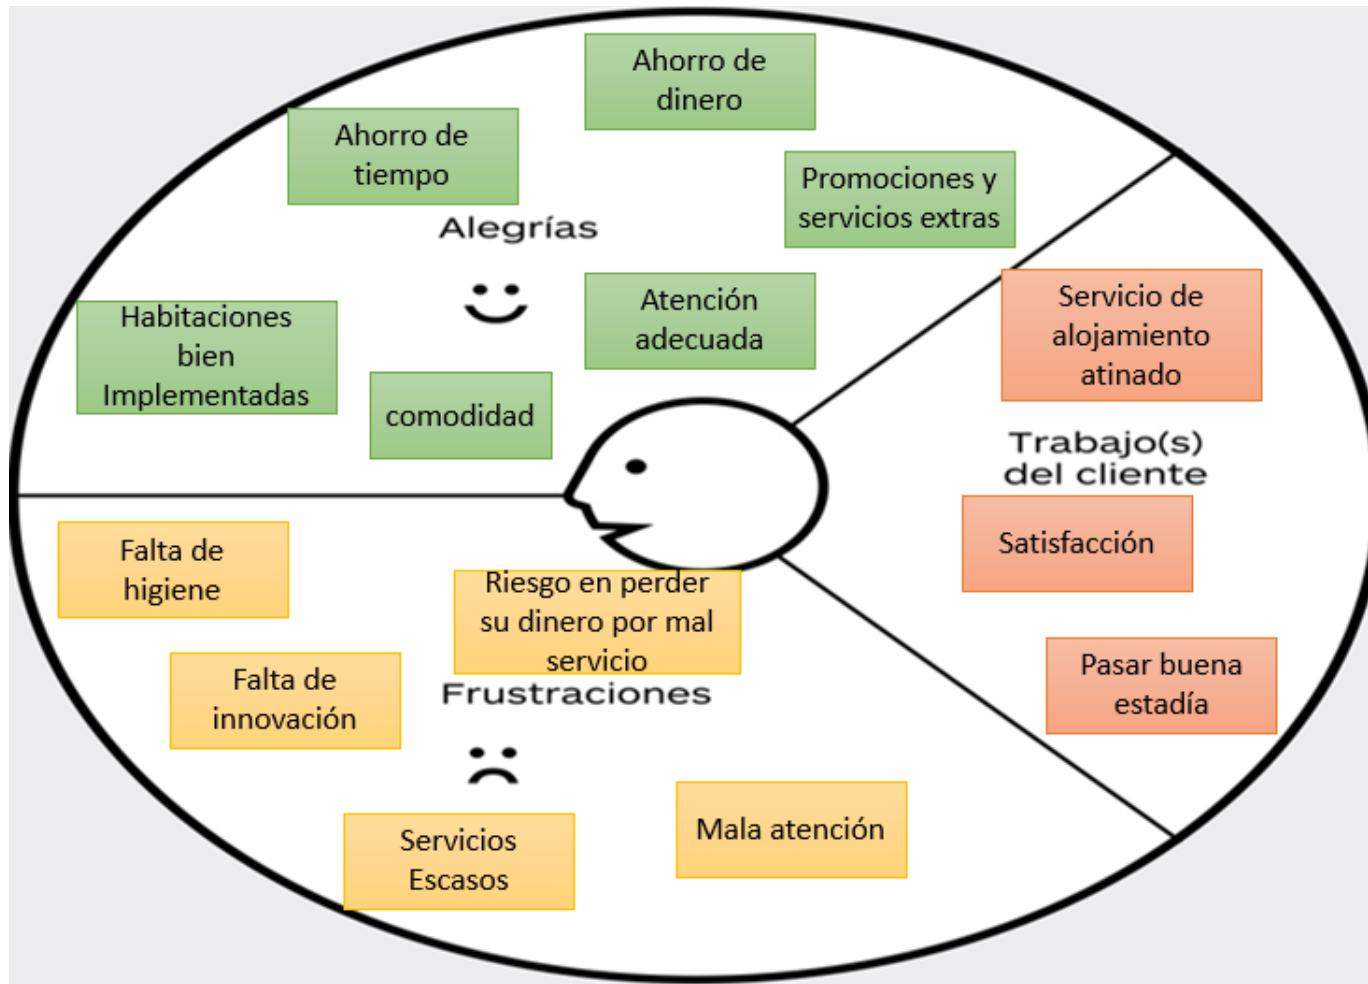 Ahorro de
dinero
Ahorro de
tiempo
Promociones y
servicios extras
Alegrías
Habitaciones
bien
Implementadas
Atención
adecuada
comodidad
Servicio de
alojamiento
atinado
Trabajo(s)
del cliente
Satisfacción
Pasar buena
estadía
Falta de
higiene
Riesgo en perder
su dinero por mal
servicio
Falta de
innovación
Frustraciones
Servicios
Escasos
Mala atención